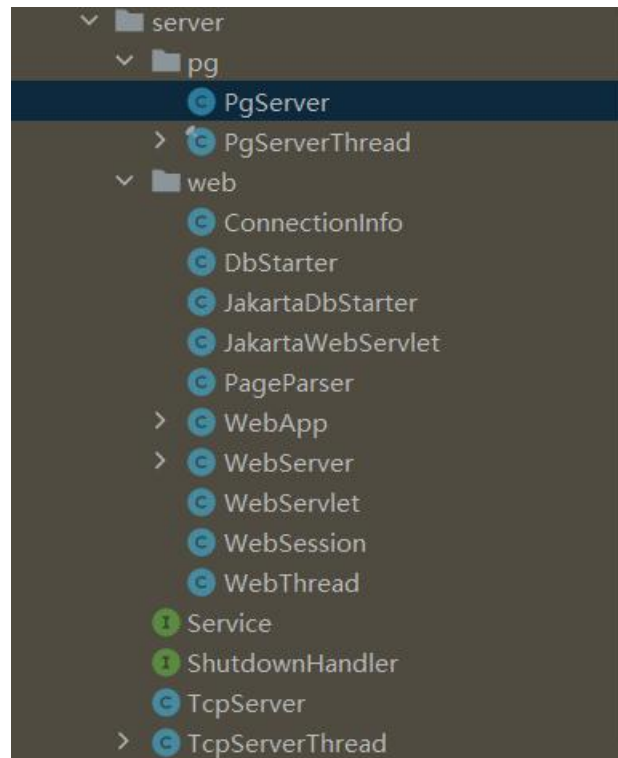 server
pg
PgServer
PgServerThread
web
ConnectionInfo
DbStarter
JakartaDbStarter
JakartaWebServlet
PageParser
WebApp
WebServer
WebServlet
WebSession
WebThread
Service
ShutdownHandler
TcpServer
TcpServerThread